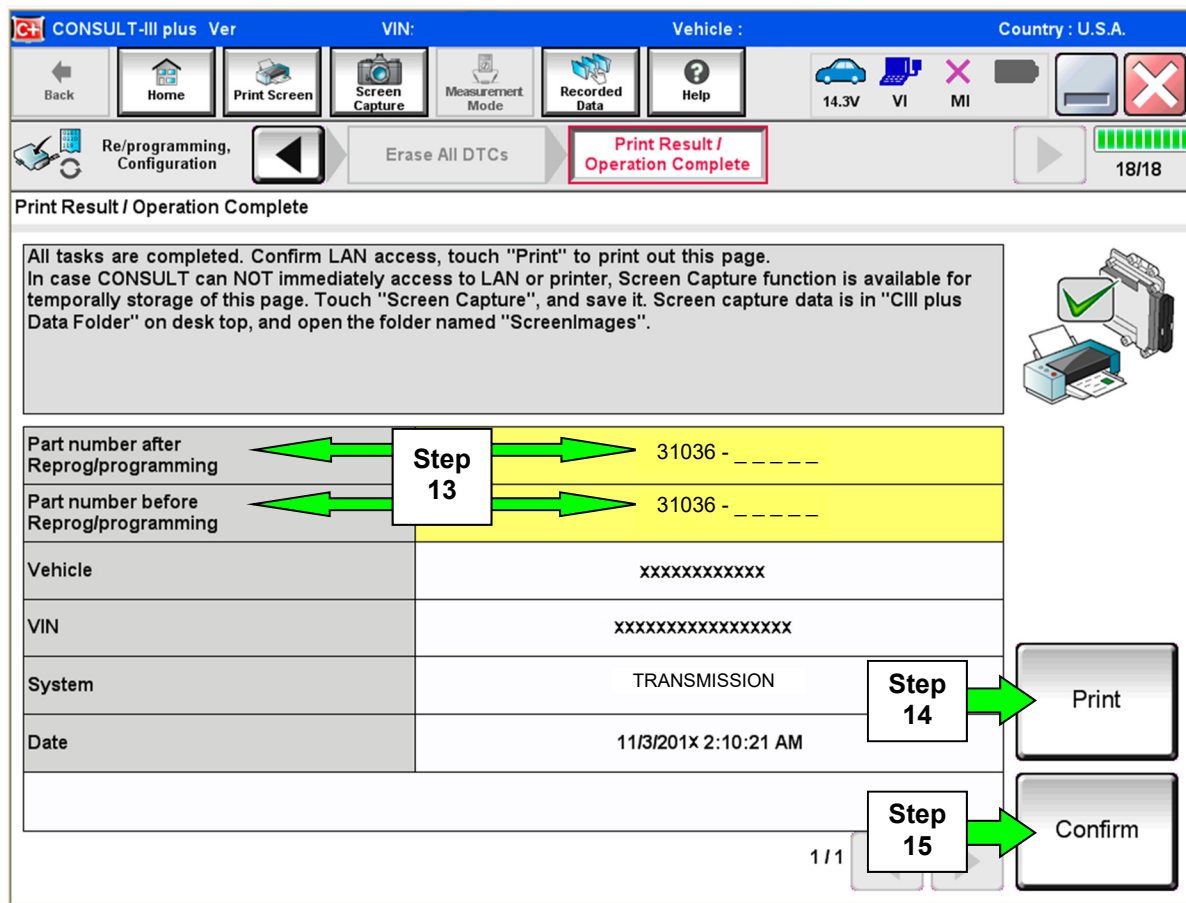 C+ CONSULT-III plus Ver VIN: Vehicle : Country : U.S.A.
Back
Home
Print Screen
Screen
Capture
Measurement
Mode
Recorded
Data
Help
14.3V
VI
MI
Re/programming,
Configuration
Erase All DTCs
Print Result /
Operation Complete
18/18
Print Result / Operation Complete
All tasks are completed. Confirm LAN access, touch "Print" to print out this page.
In case CONSULT can NOT immediately access to LAN or printer, Screen Capture function is available for
temporally storage of this page. Touch "Screen Capture", and save it. Screen capture data is in "CIII plus
Data Folder" on desk top, and open the folder named "ScreenImages".
Part number after
Reprog/programming
31036 - _ _ _ _ _
Step
13
Part number before
Reprog/programming
31036 - _ _ _ _ _
Vehicle
xxxxxxxxxxxx
VIN
xxxxxxxxxxxxxxxxx
System
TRANSMISSION
Step
14
Print
Date
11/3/201X 2:10:21 AM
Step
15
Confirm
1/1